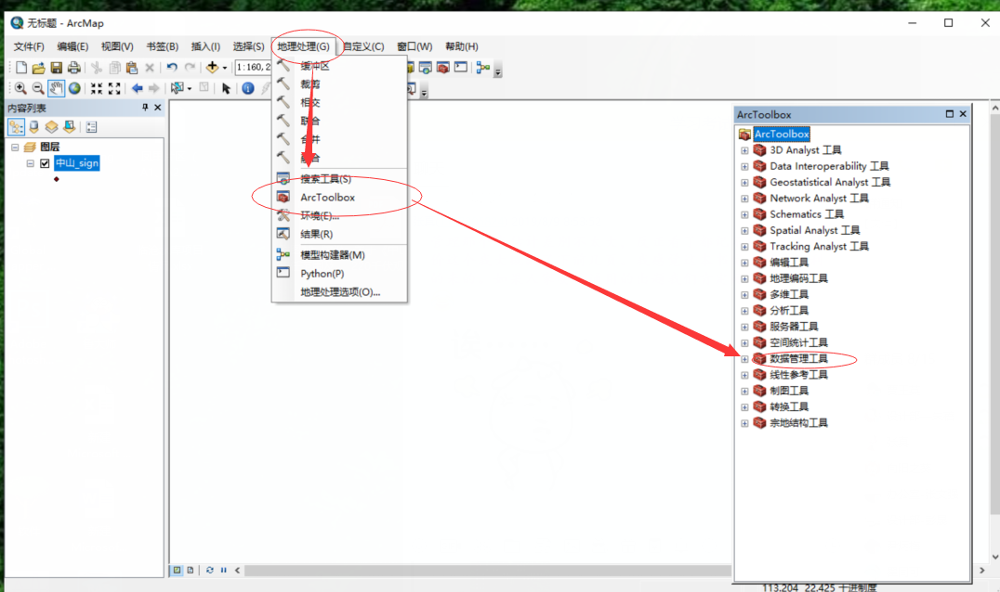 无标题 - ArcMap
文件(F) 编辑(E) 视图(V) 书签(B) 插入(I) 选择(S) 地理处理(G) 自定义(C) 窗口(W) 帮助(H)
1:160,2
内容列表
图层
中山_sign
缓冲区
裁剪
相交
联合
合并
融合
搜索工具(S)
ArcToolbox
环境(E)...
结果(R)
模型构建器(M)
Python(P)
地理处理选项(O)...
ArcToolbox
ArcToolbox
3D Analyst 工具
Data Interoperability 工具
Geostatistical Analyst 工具
Network Analyst 工具
Schematics 工具
Spatial Analyst 工具
Tracking Analyst 工具
编辑工具
地理编码工具
多维工具
分析工具
服务器工具
空间统计工具
数据管理工具
线性参考工具
制图工具
转换工具
宗地结构工具
113.204 22.425 十进制度